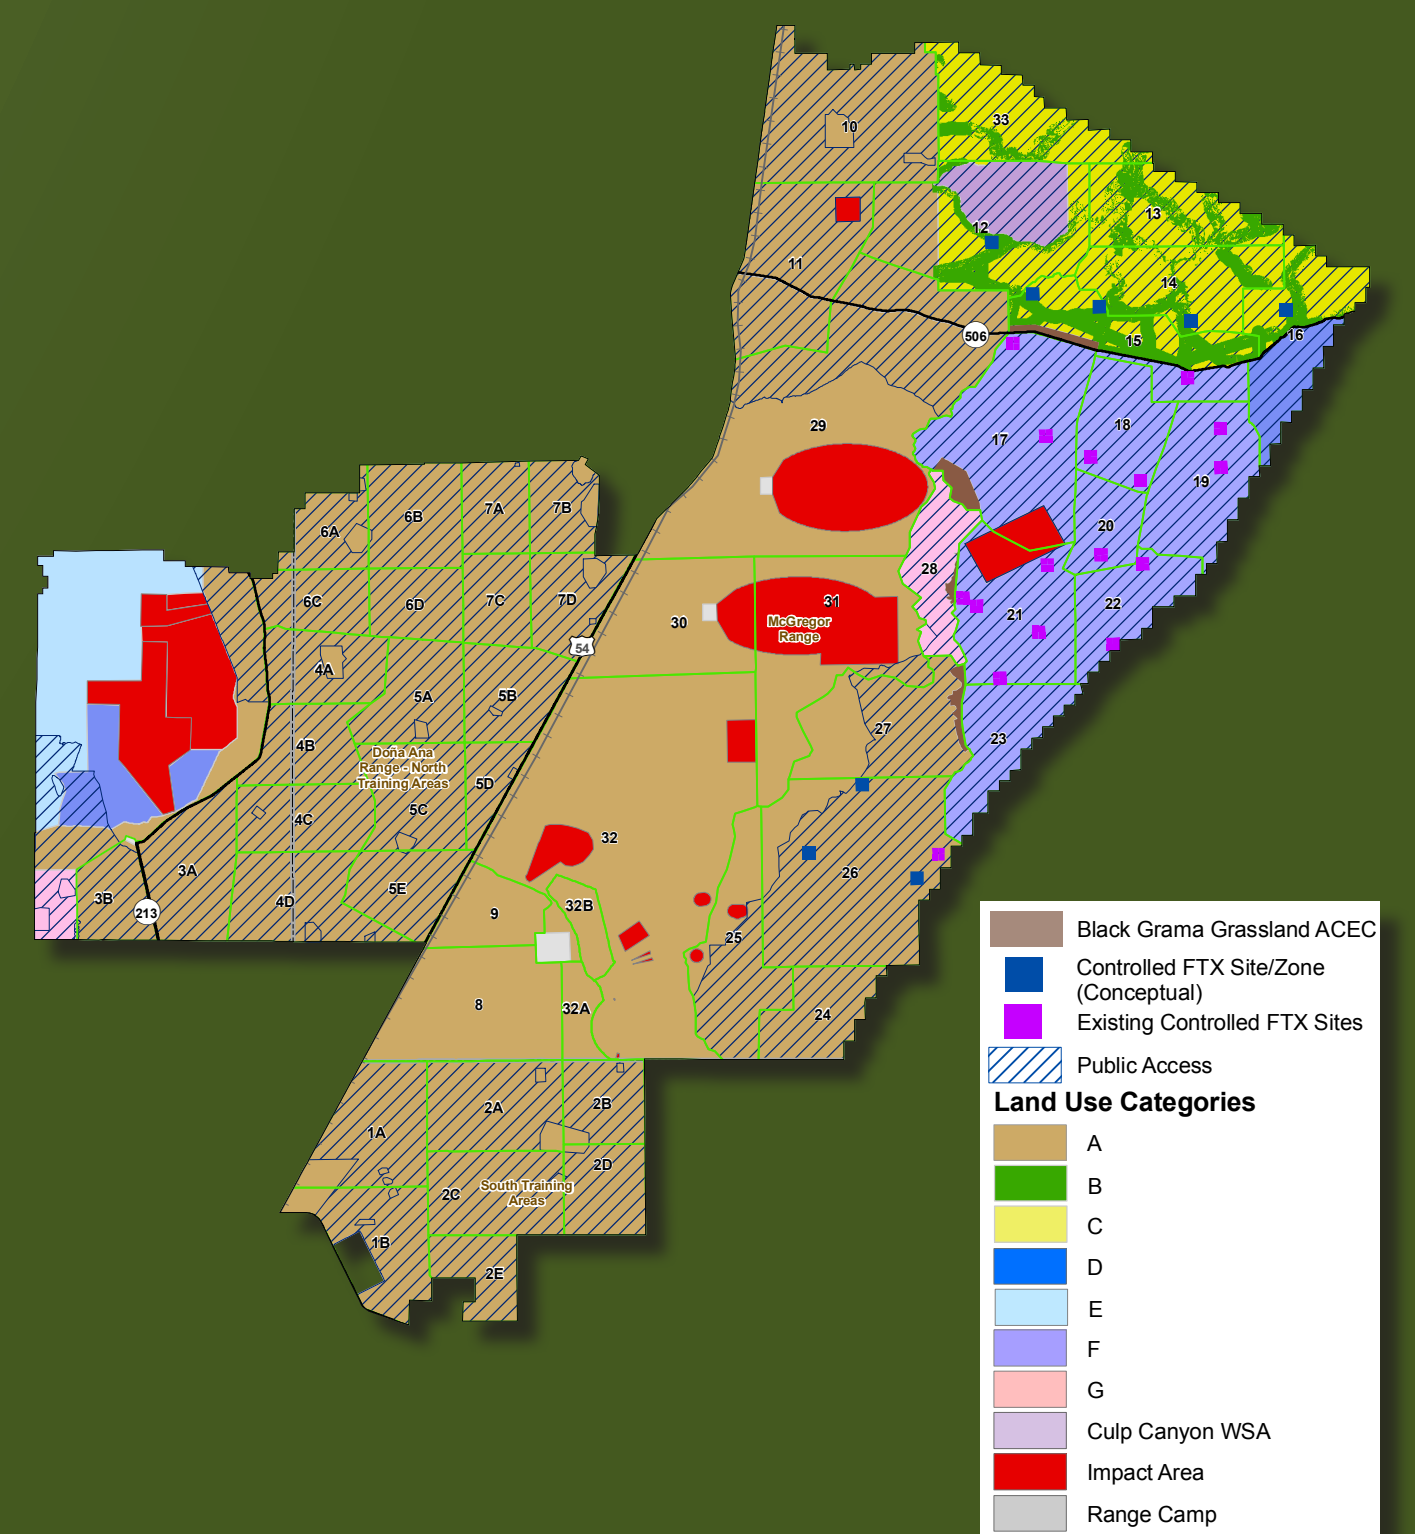 10
33
13
12
11
14
506
15
16
29
17
18
19
20
28
21
22
23
6A
6B
7A
7B
6C
6D
7C
7D
54
30
31
McGregor
Range
4A
5A
5B
4B
Doña Ana
Range - North
Training Areas
5C
5D
4C
3A
3B
213
4D
5E
27
32
26
32B
9
25
8
32A
24
2A
2B
1A
2D
2C
South Training
Areas
1B
2E
Black Grama Grassland ACEC
Controlled FTX Site/Zone
(Conceptual)
Existing Controlled FTX Sites
Public Access
Land Use Categories
A
B
C
D
E
F
G
Culp Canyon WSA
Impact Area
Range Camp